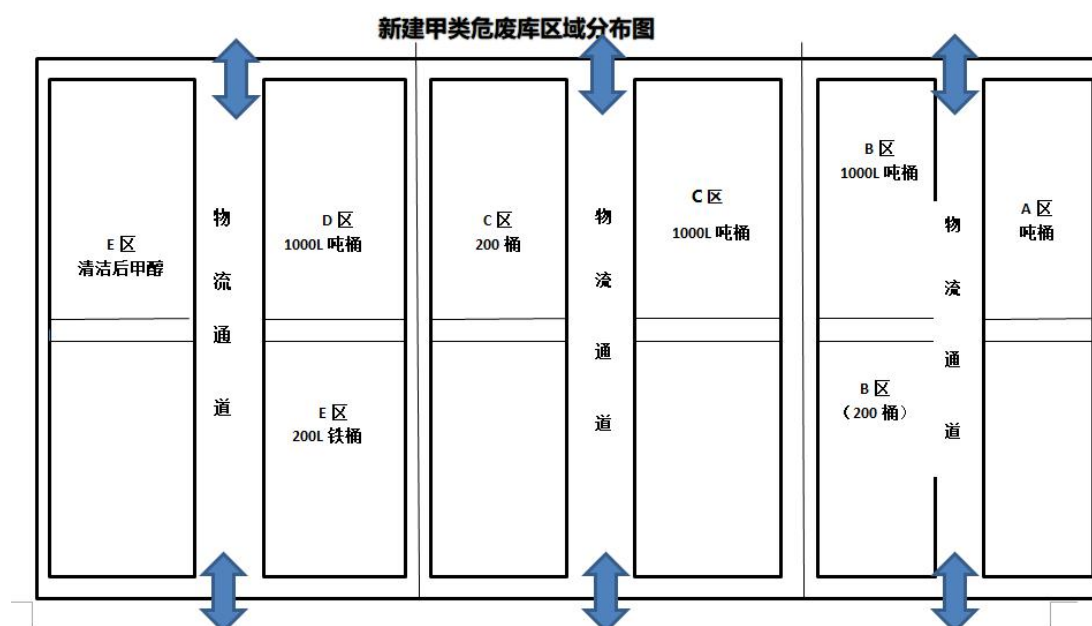 新建甲类危废库区域分布图
E 区
清洁后甲醇
物
流
通
道
D 区
1000L 吨桶
E 区
200L 铁桶
C 区
200 桶
物
流
通
道
C 区
1000L 吨桶
B 区
1000L 吨桶
B 区
（200 桶）
物
流
通
道
A 区
吨桶